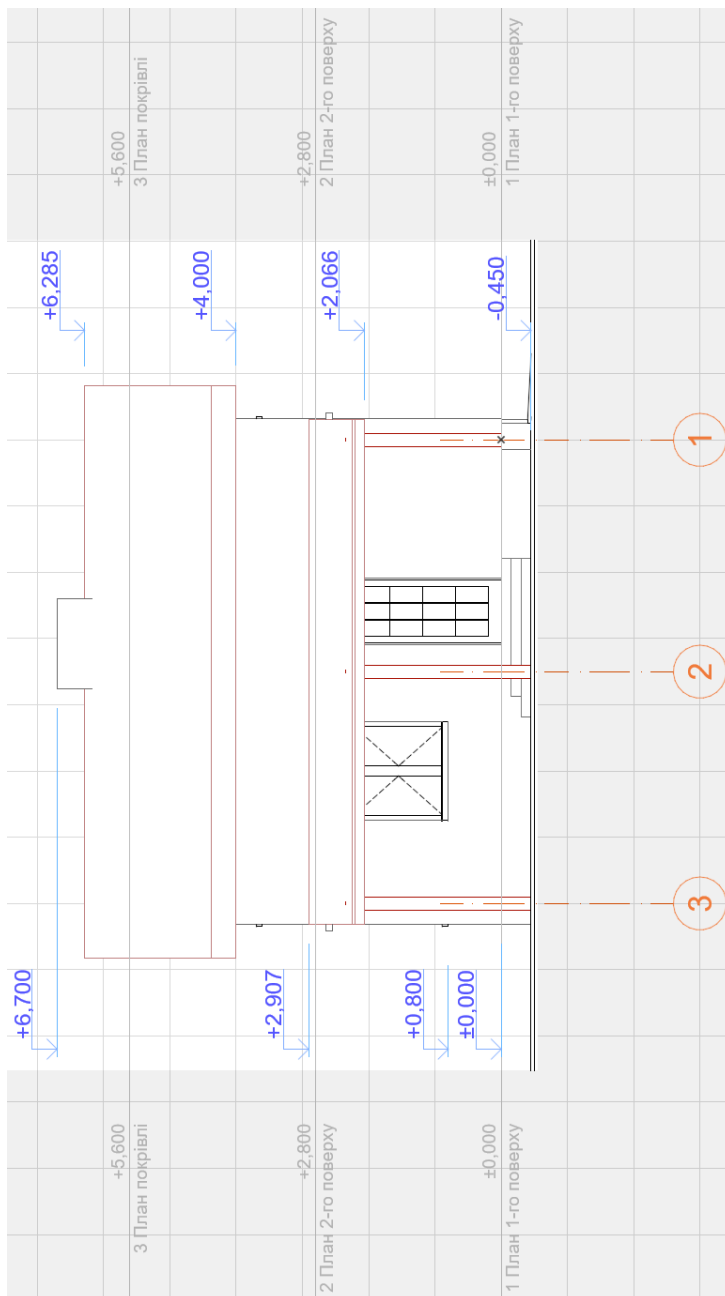 +6,700
+6,285
+5,600
3 План покрівлі
+5,600
3 План покрівлі
+4,000
+2,907
+2,800
2 План 2-го поверху
+2,800
2 План 2-го поверху
+2,066
+0,800
±0,000
±0,000
1 План 1-го поверху
±0,000
1 План 1-го поверху
-0,450
3
2
1